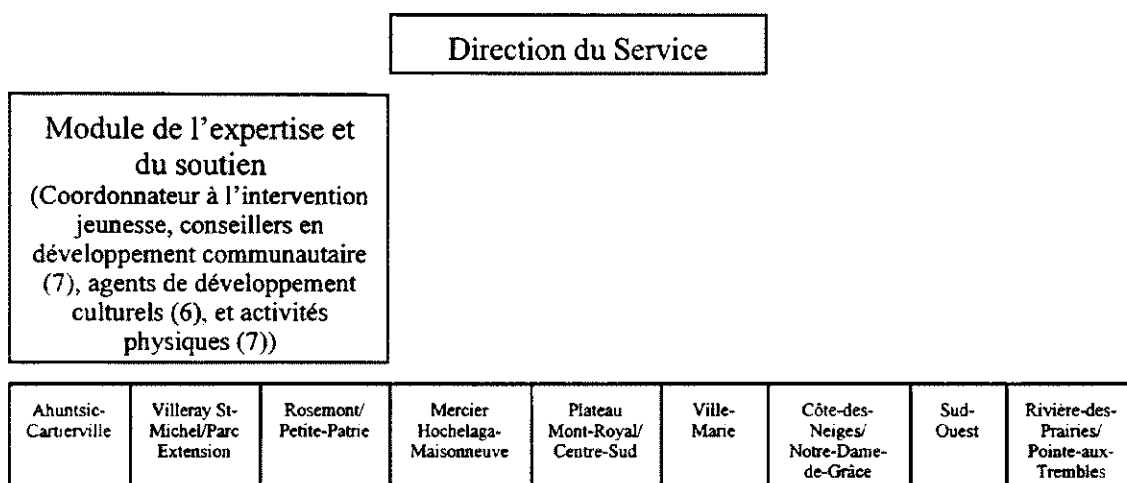 Direction du Service
Module de l'expertise et
du soutien
(Coordonnateur à l'intervention
jeunesse, conseillers en
développement communautaire
(7), agents de développement
culturels (6), et activités
physiques (7))
Ahuntsic-
Cartierville
Villeray St-
Michel/Parc
Extension
Rosemont/
Petite-Patrie
Mercier
Hochelaga-
Maisonneuve
Plateau
Mont-Royal/
Centre-Sud
Ville-
Marie
Côte-des-
Neiges/
Notre-Dame-
de-Grâce
Sud-
Ouest
Rivière-des-
Prairies/
Pointe-aux-
Trembles